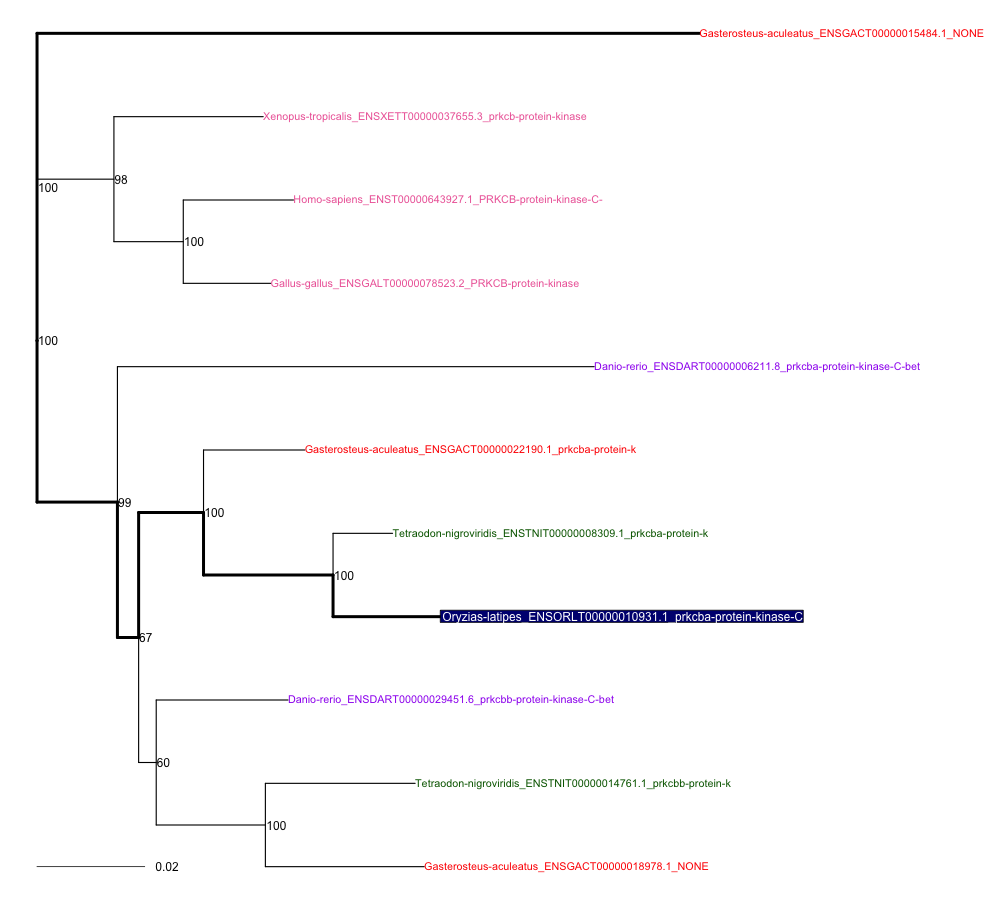 Gasterosteus-aculeatus_ENSGACT00000015484.1_NONE
Xenopus-tropicalis_ENSXETT00000037655.3_prkcb-protein-kinase
98
100
Homo-sapiens_ENST00000643927.1_PRKCB-protein-kinase-C-
100
Gallus-gallus_ENSGALT00000078523.2_PRKCB-protein-kinase
100
Danio-rerio_ENSDART00000006211.8_prkcba-protein-kinase-C-bet
Gasterosteus-aculeatus_ENSGACT00000022190.1_prkcba-protein-k
99
100
Tetraodon-nigroviridis_ENSTNIT00000008309.1_prkcba-protein-k
100
Oryzias-latipes_ENSORLT00000010931.1_prkcba-protein-kinase-C
67
Danio-rerio_ENSDART00000029451.6_prkcbb-protein-kinase-C-bet
60
Tetraodon-nigroviridis_ENSTNIT00000014761.1_prkcbb-protein-k
100
Gasterosteus-aculeatus_ENSGACT00000018978.1_NONE
0.02